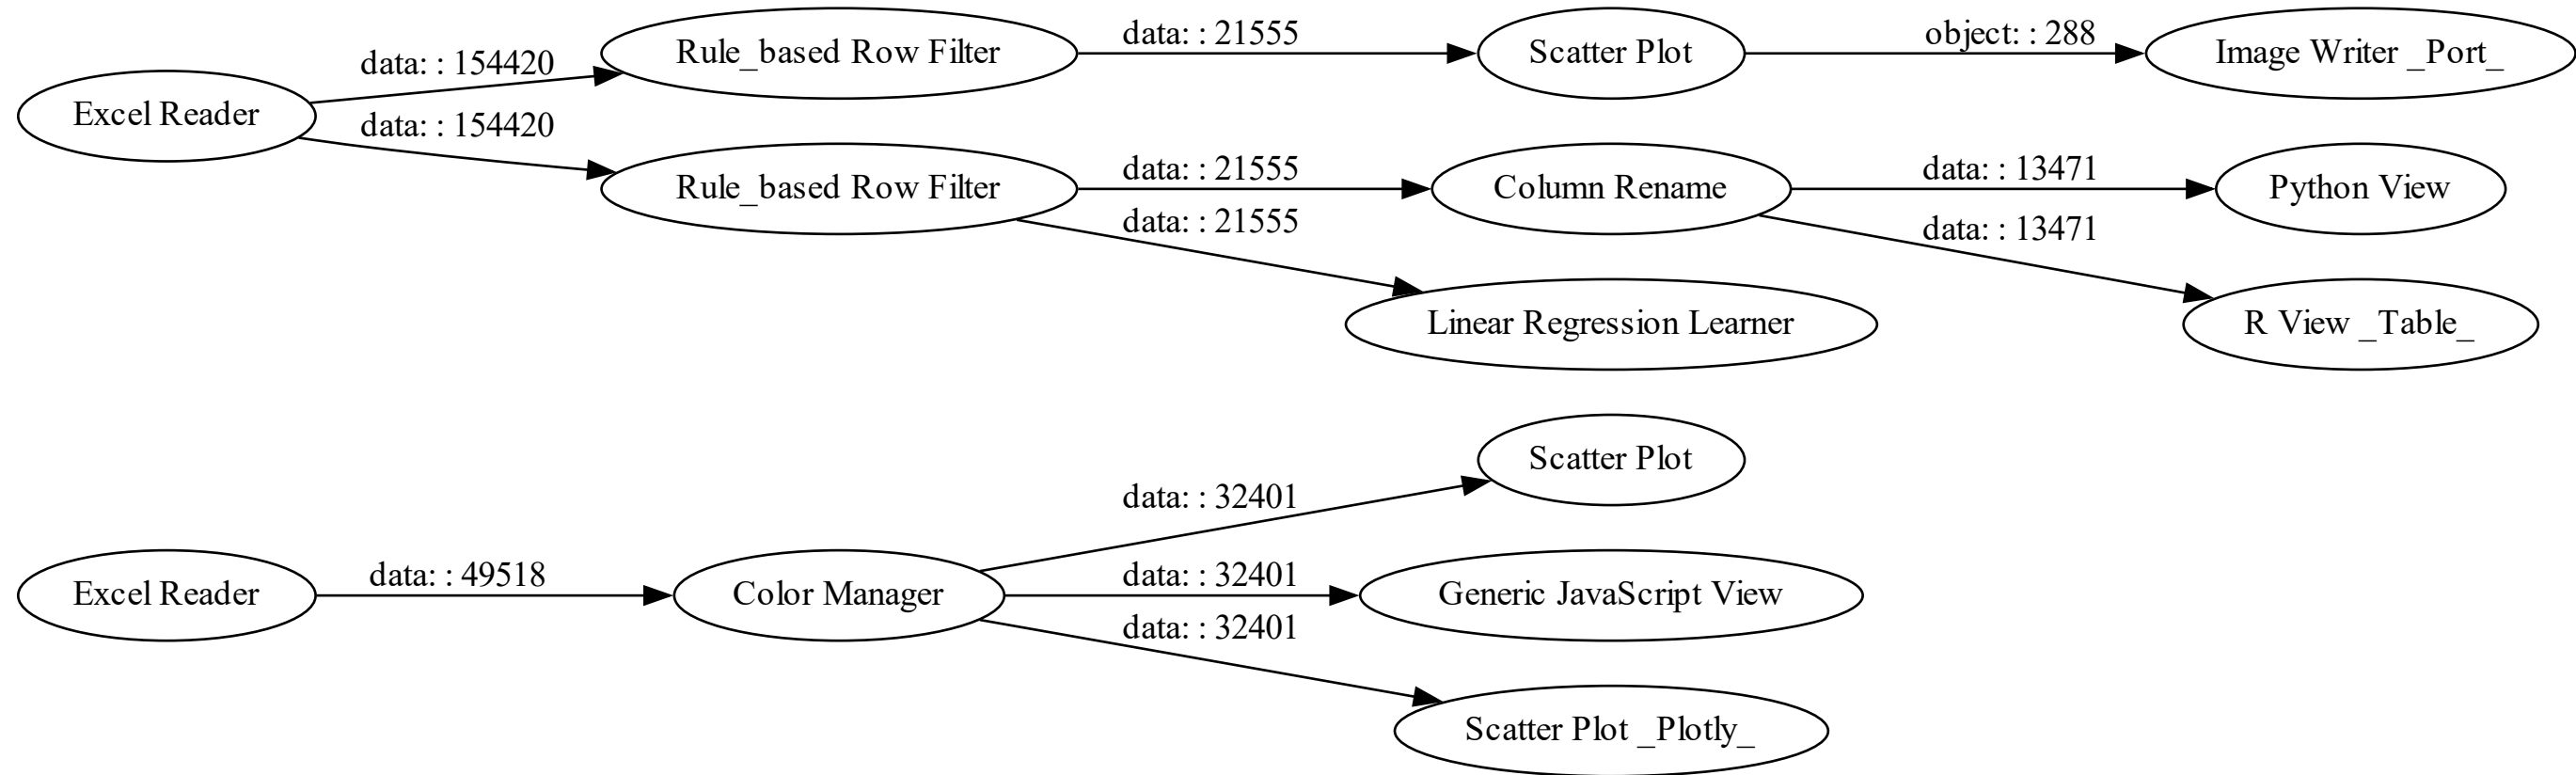 Excel Reader
data: : 154420
data: : 154420
Rule_based Row Filter
data: : 21555
Scatter Plot
object: : 288
Image Writer _Port_
Rule_based Row Filter
data: : 21555
data: : 21555
Column Rename
data: : 13471
data: : 13471
Python View
Linear Regression Learner
R View _Table_
Excel Reader
data: : 49518
Color Manager
data: : 32401
data: : 32401
data: : 32401
Scatter Plot
Generic JavaScript View
Scatter Plot _Plotly_